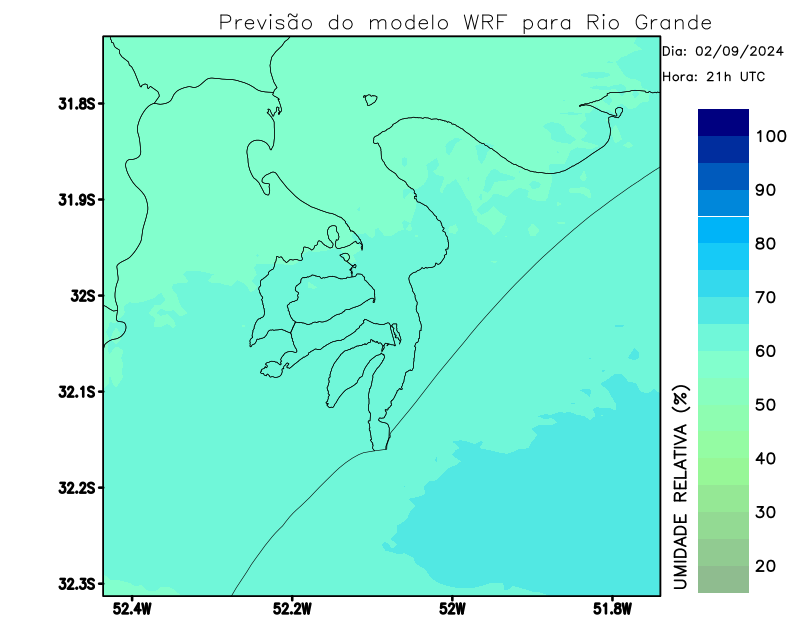 Previsão do modelo WRF para Rio Grande
Dia: 02/09/2024
Hora: 21h UTC
31.8S
31.9S
32S
32.1S
32.2S
32.3S
52.4W
52.2W
52W
51.8W
100
90
80
70
60
50
40
30
20
UMIDADE RELATIVA (%)